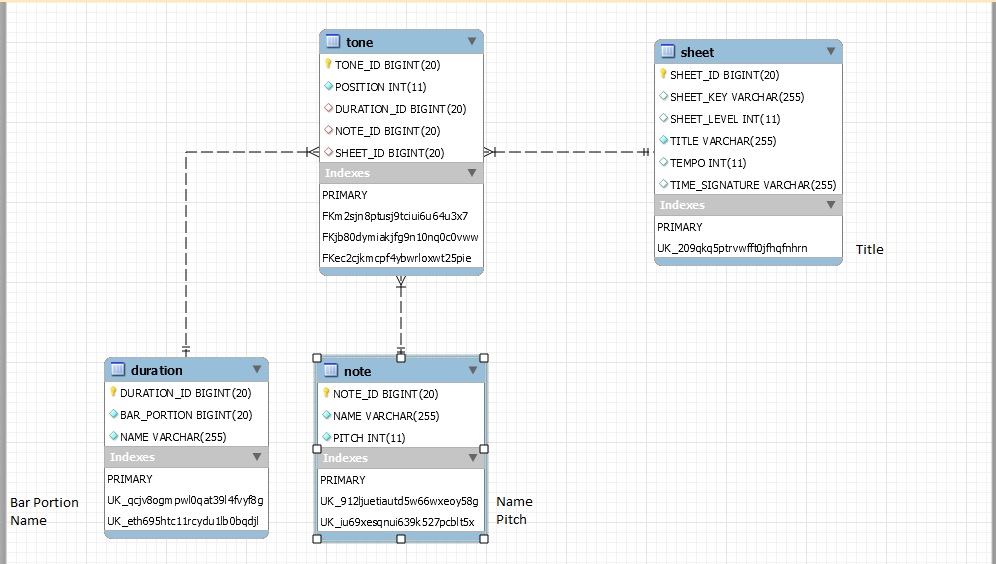 tone
TONE_ID BIGINT(20)
POSITION INT(11)
DURATION_ID BIGINT(20)
NOTE_ID BIGINT(20)
SHEET_ID BIGINT(20)
Indexes
PRIMARY
FKm2sjn8ptusj9tciui6u64u3x7
FKjb80dymiakjfg9n10nq0c0vww
FKec2cjkmcpf4ybwrloxwt25pie
sheet
SHEET_ID BIGINT(20)
SHEET_KEY VARCHAR(255)
SHEET_LEVEL INT(11)
TITLE VARCHAR(255)
TEMPO INT(11)
TIME_SIGNATURE VARCHAR(255)
Indexes
PRIMARY
UK_209qkq5ptrvwfft0jfhqfnhrn
Title
duration
DURATION_ID BIGINT(20)
BAR_PORTION BIGINT(20)
NAME VARCHAR(255)
Indexes
PRIMARY
UK_qcjv8ogmpwl0qat39l4fvyf8g
UK_eth695htc11rcydu1lb0bqdjl
Bar Portion
Name
note
NOTE_ID BIGINT(20)
NAME VARCHAR(255)
PITCH INT(11)
Indexes
PRIMARY
UK_912ljuetiautd5w66wxeoy58g
UK_iu69xesqnui639k527pcblt5x
Name
Pitch